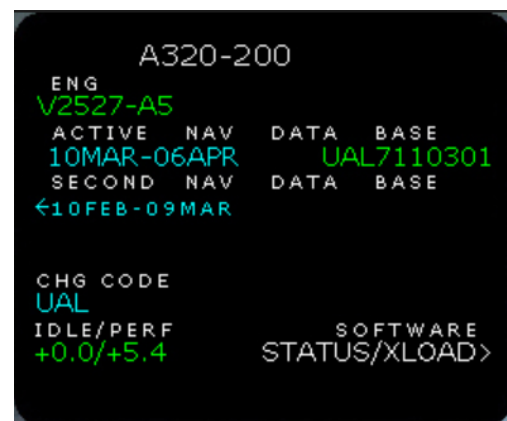 A320-200
ENG
V2527-A5
ACTIVE NAV DATA BASE
10MAR-06APR UAL7110301
SECOND NAV DATA BASE
←10FEB-09MAR
CHG CODE
UAL
IDLE/PERF SOFTWARE
+0.0/+5.4 STATUS/XLOAD>